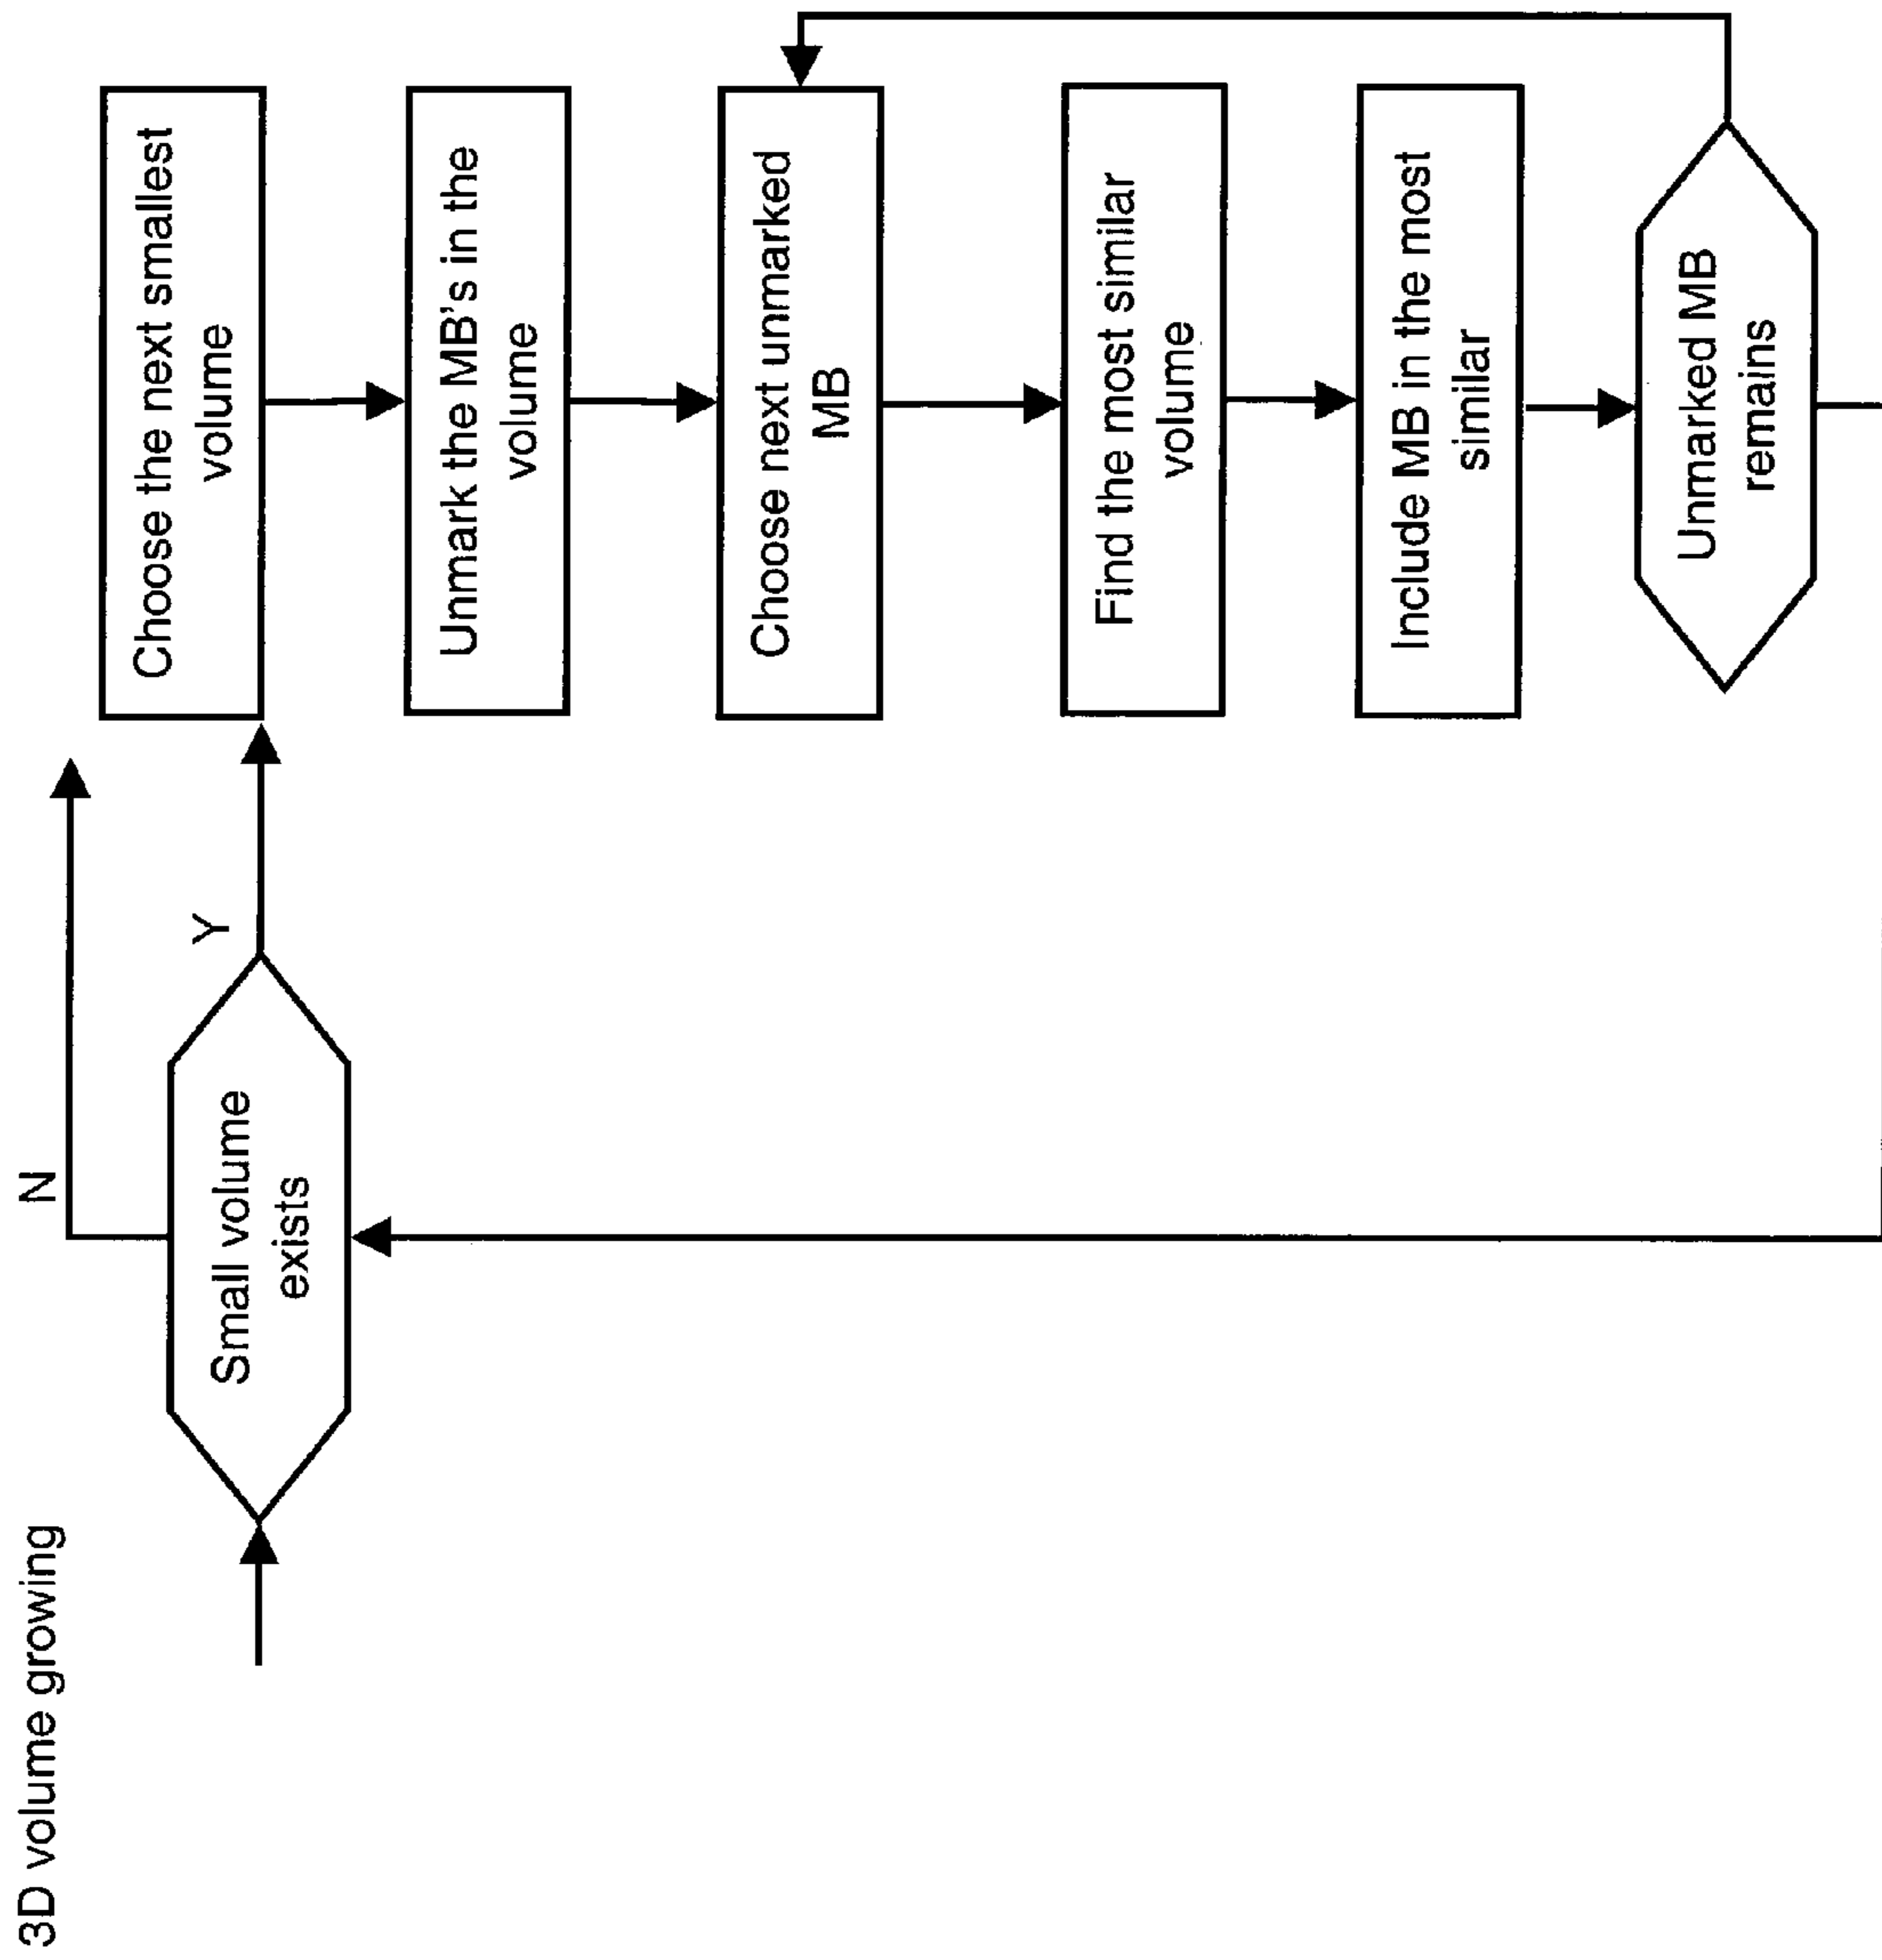 3D volume growing
N
Small volume
exists
Y
Choose the next smallest
volume
Unmark the MB's in the
volume
Choose next unmarked
MB
Find the most similar
volume
Include MB in the most
similar
Unmarked MB
remains